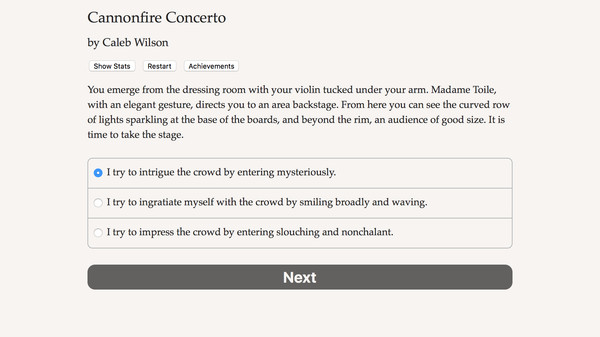 Cannonfire Concerto
by Caleb Wilson
Show Stats Restart Achievements
You emerge from the dressing room with your violin tucked under your arm. Madame Toile,
with an elegant gesture, directs you to an area backstage. From here you can see the curved row
of lights sparkling at the base of the boards, and beyond the rim, an audience of good size. It is
time to take the stage.
I try to intrigue the crowd by entering mysteriously.
I try to ingratiate myself with the crowd by smiling broadly and waving.
I try to impress the crowd by entering slouching and nonchalant.
Next